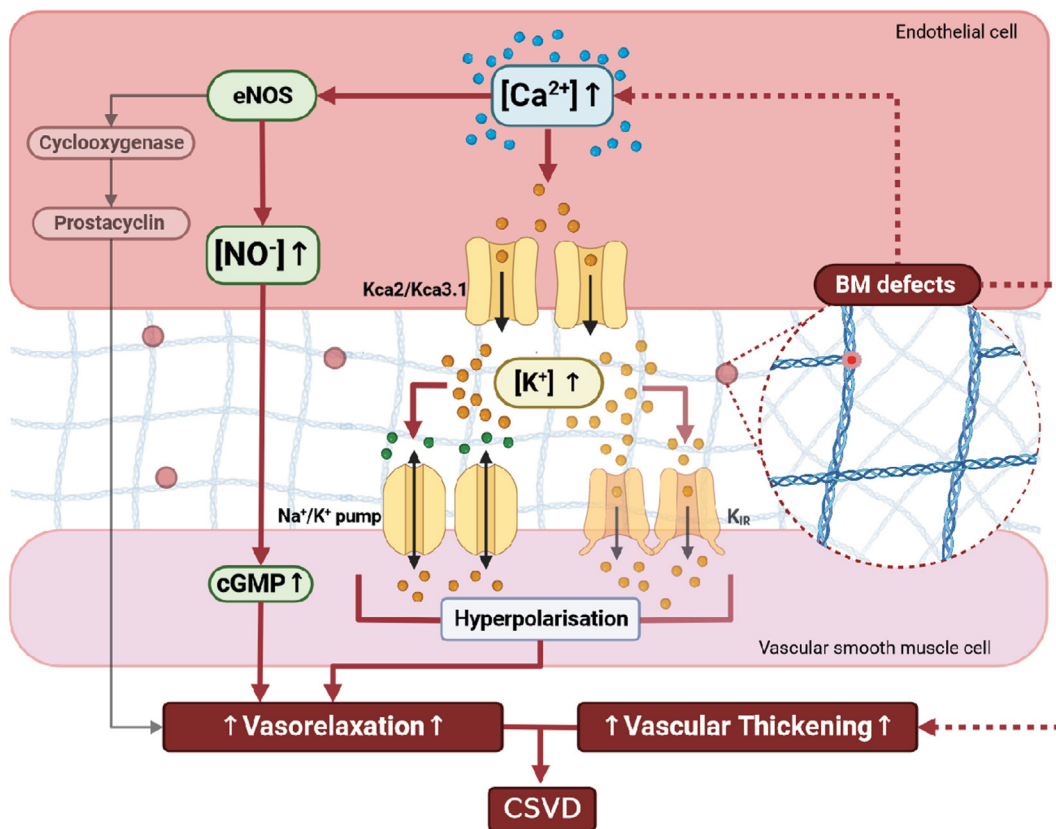 Endothelial cell
eNOS
[Ca²⁺] ↑
Cyclooxygenase
Prostacyclin
[NO⁻] ↑
Kca2/Kca3.1
BM defects
[K⁺] ↑
Na⁺/K⁺ pump
K_IR
cGMP ↑
Hyperpolarisation
Vascular smooth muscle cell
↑ Vasorelaxation ↑
↑ Vascular Thickening ↑
CSVD